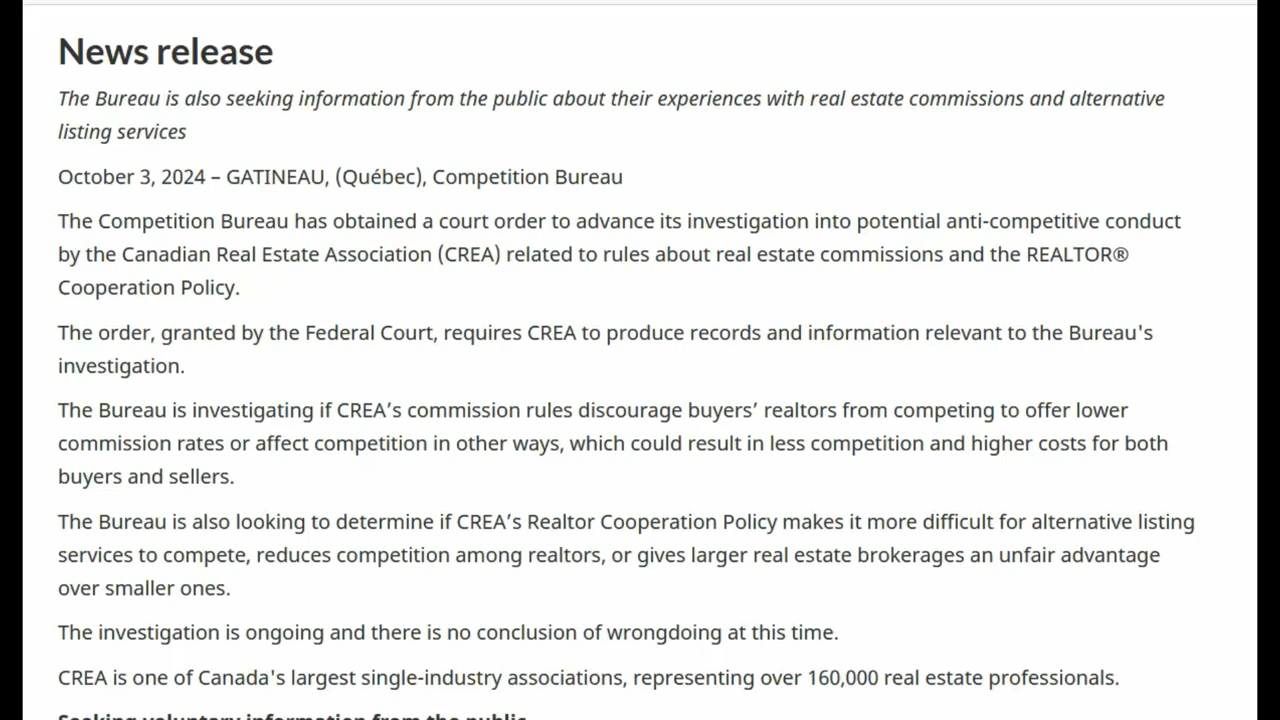 News release
The Bureau is also seeking information from the public about their experiences with real estate commissions and alternative
listing services
October 3, 2024 – GATINEAU, (Québec), Competition Bureau
The Competition Bureau has obtained a court order to advance its investigation into potential anti-competitive conduct
by the Canadian Real Estate Association (CREA) related to rules about real estate commissions and the REALTOR®
Cooperation Policy.
The order, granted by the Federal Court, requires CREA to produce records and information relevant to the Bureau's
investigation.
The Bureau is investigating if CREA’s commission rules discourage buyers’ realtors from competing to offer lower
commission rates or affect competition in other ways, which could result in less competition and higher costs for both
buyers and sellers.
The Bureau is also looking to determine if CREA’s Realtor Cooperation Policy makes it more difficult for alternative listing
services to compete, reduces competition among realtors, or gives larger real estate brokerages an unfair advantage
over smaller ones.
The investigation is ongoing and there is no conclusion of wrongdoing at this time.
CREA is one of Canada's largest single-industry associations, representing over 160,000 real estate professionals.
Seeking voluntary information from the public